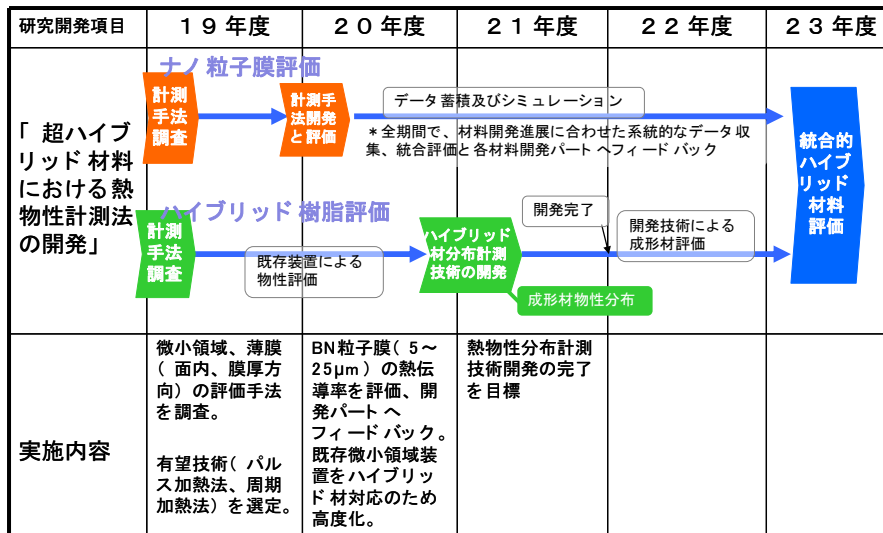 研究開発項目
19年度
20年度
21年度
22年度
23年度
「超ハイブ
リッド材料
における熱
物性計測法
の開発」
ナノ粒子膜評価
計測
手法
調査
計測手
法開発
と評価
データ蓄積及びシミュレーション
＊全期間で、材料開発進展に合わせた系統的なデータ収
集、統合評価と各材料開発パートへフィードバック
統合的
ハイブ
リッド
材料
評価
ハイブリッド樹脂評価
計測
手法
調査
既存装置による
物性評価
ハイブリッド
材分布計測
技術の開発
成形材物性分布
開発完了
開発技術による
成形材評価
実施内容
微小領域、薄膜
（面内、膜厚方
向）の評価手法
を調査。
有望技術（パル
ス加熱法、周期
加熱法）を選定。
BN粒子膜（5～
25μm）の熱伝
導率を評価、開
発パートへ
フィードバック。
既存微小領域装
置をハイブリッ
ド材対応のため
高度化。
熱物性分布計測
技術開発の完了
を目標